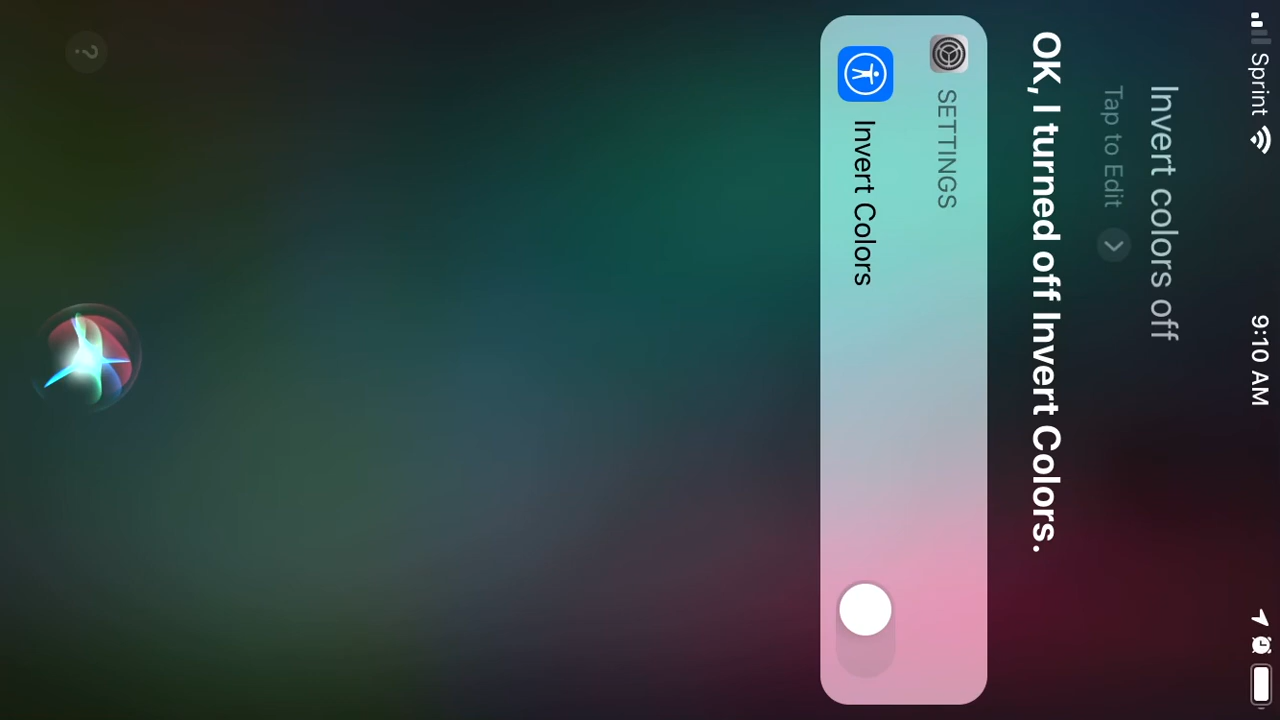 Sprint 9:10 AM
Invert colors off
Tap to Edit
OK, I turned off Invert Colors.
SETTINGS
Invert Colors
?